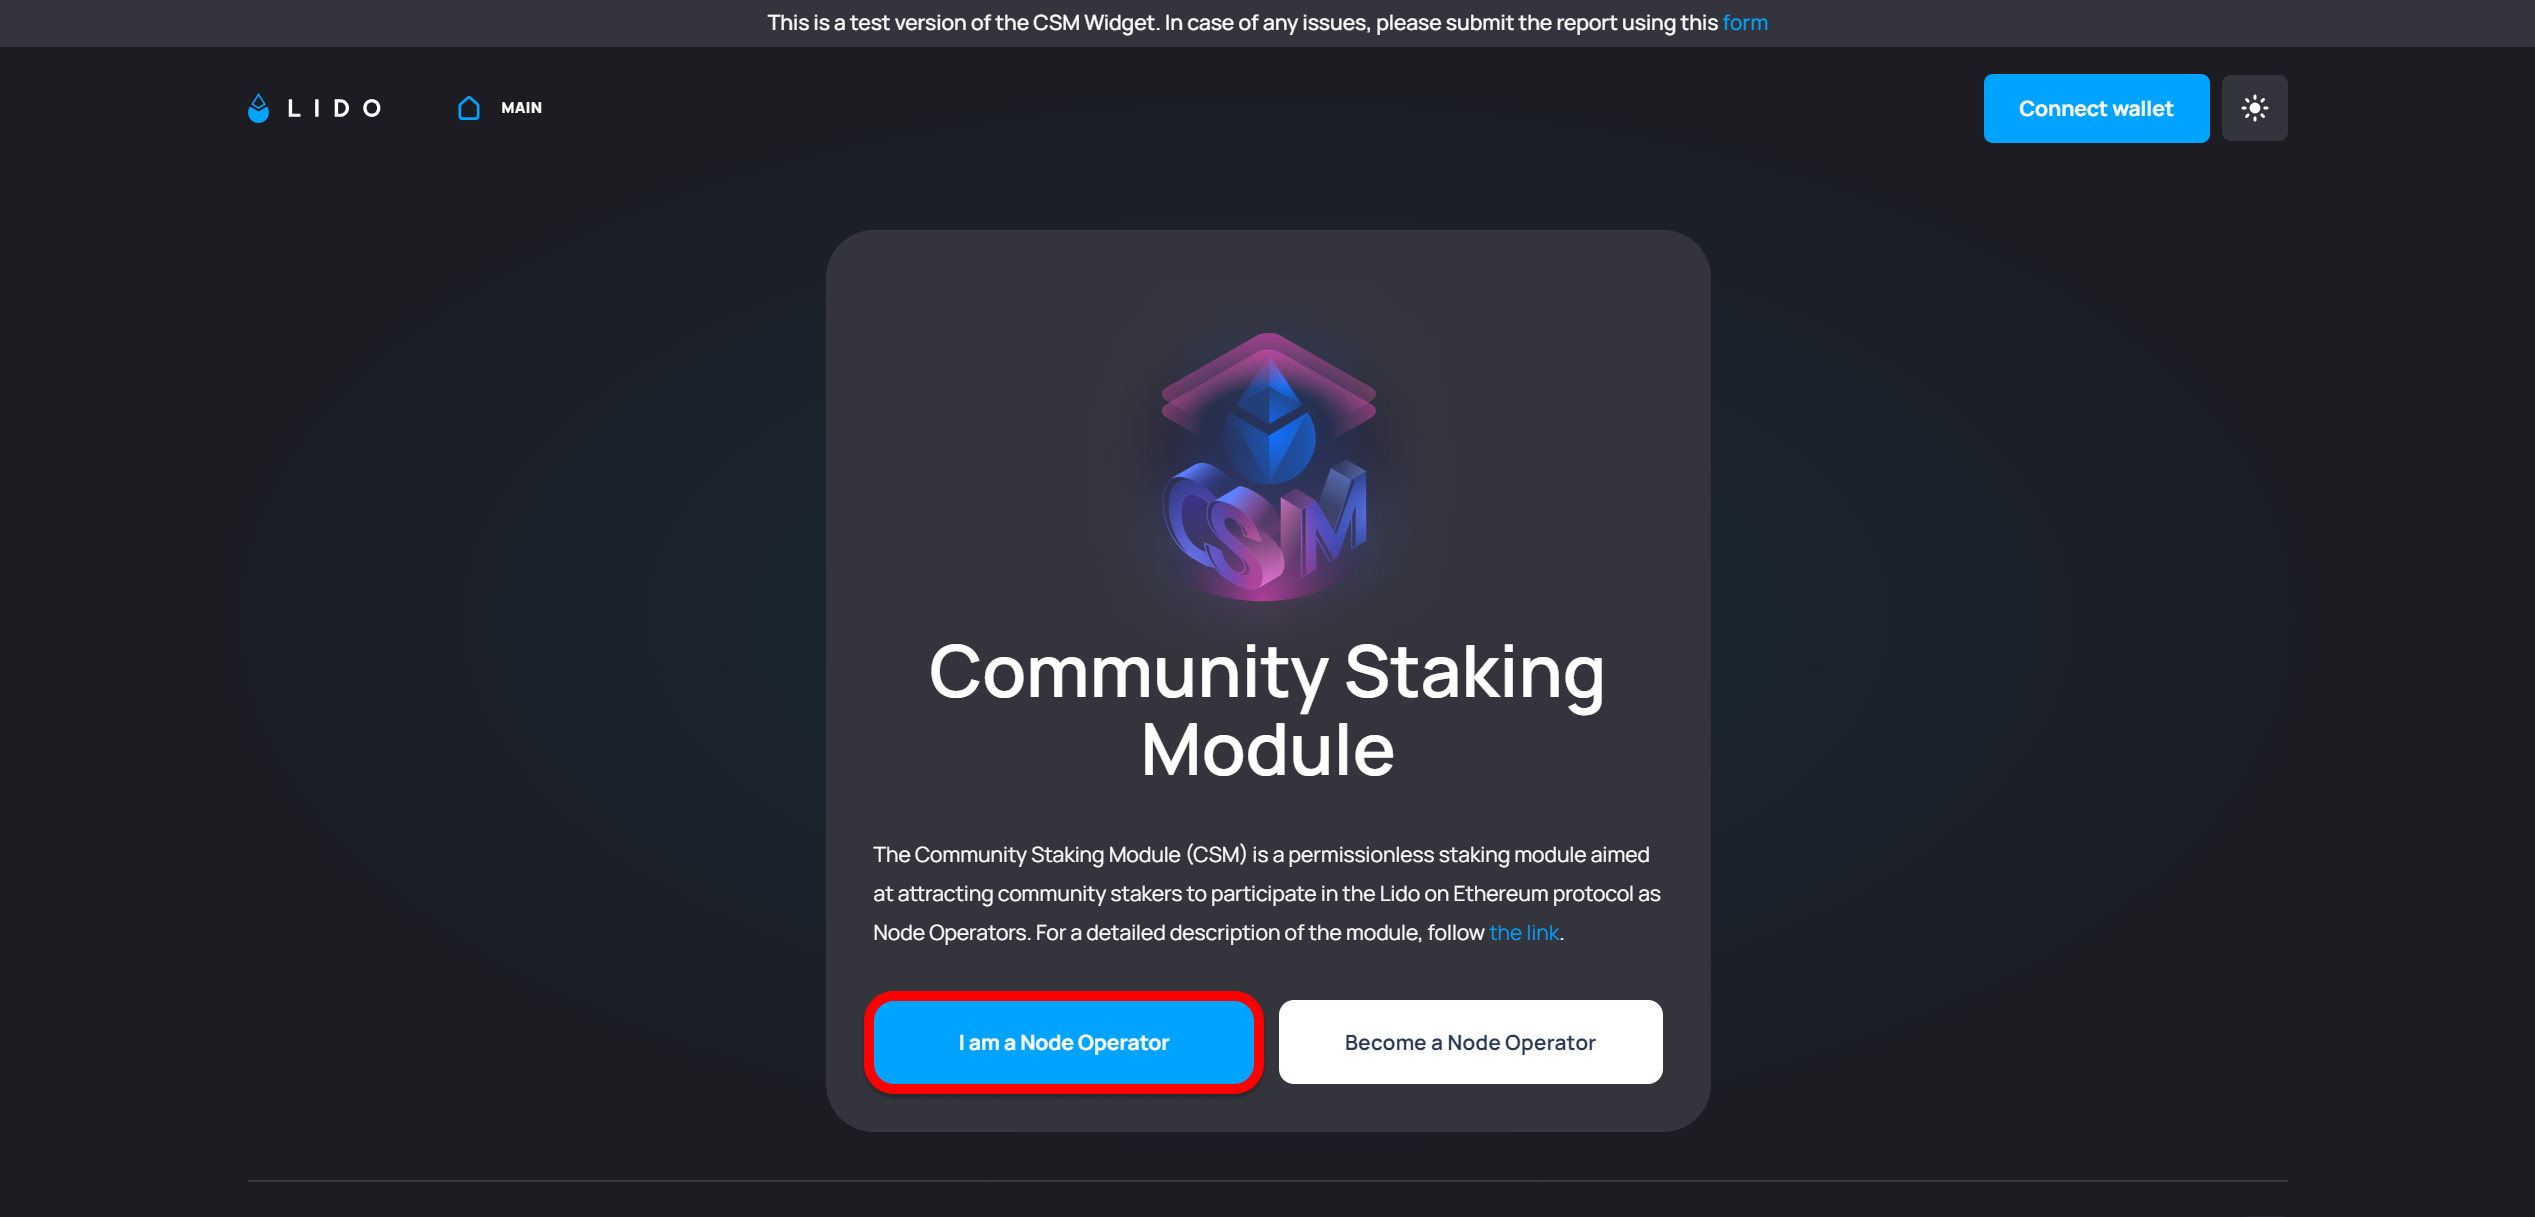 This is a test version of the CSM Widget. In case of any issues, please submit the report using this form
LIDO
MAIN
Connect wallet
CSM
Community Staking
Module
The Community Staking Module (CSM) is a permissionless staking module aimed
at attracting community stakers to participate in the Lido on Ethereum protocol as
Node Operators. For a detailed description of the module, follow the link.
I am a Node Operator
Become a Node Operator